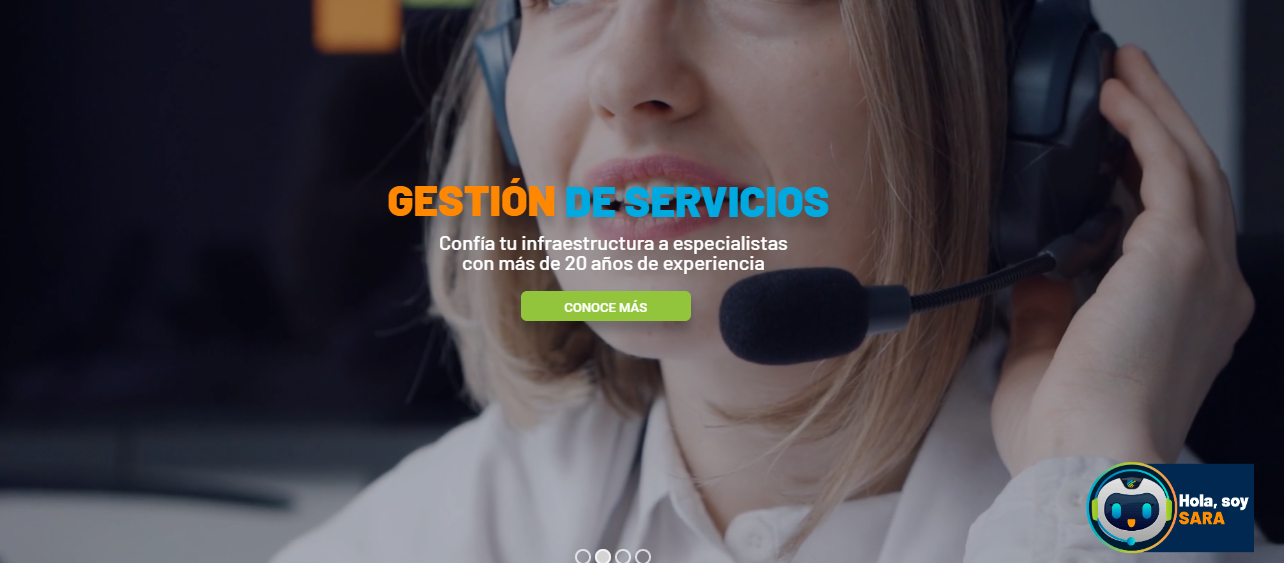 GESTIÓN DE SERVICIOS
Confía tu infraestructura a especialistas
con más de 20 años de experiencia
CONOCE MÁS
Hola, soy
SARA